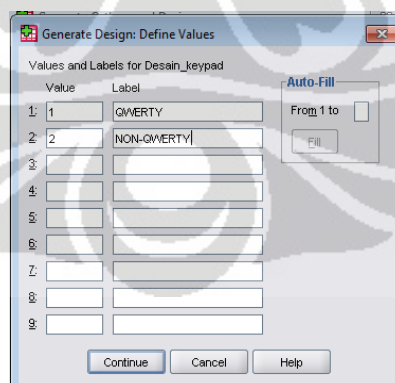 Generate Design: Define Values
Values and Labels for Desain_keypad
Value Label
1: 1 QWERTY
2: 2 NON-QWERTY
3:
4:
5:
6:
7:
8:
9:
Auto-Fill
From 1 to
Fill
Continue Cancel Help